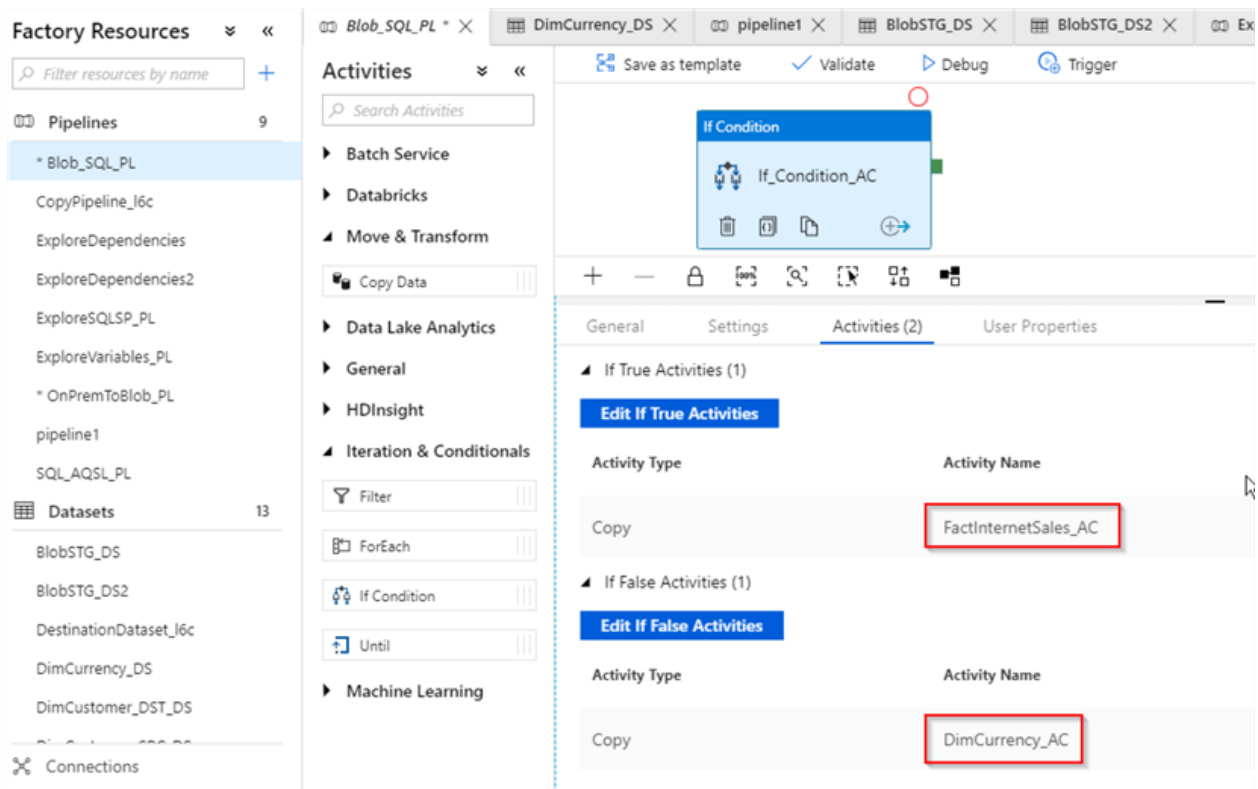 Factory Resources
Filter resources by name
Pipelines 9
* Blob_SQL_PL
CopyPipeline_l6c
ExploreDependencies
ExploreDependencies2
ExploreSQLSP_PL
ExploreVariables_PL
* OnPremToBlob_PL
pipeline1
SQL_AQSL_PL
Datasets 13
BlobSTG_DS
BlobSTG_DS2
DestinationDataset_l6c
DimCurrency_DS
DimCustomer_DST_DS
Connections
Blob_SQL_PL *
DimCurrency_DS
pipeline1
BlobSTG_DS
BlobSTG_DS2
Ex
Activities
Search Activities
Batch Service
Databricks
Move & Transform
Copy Data
Data Lake Analytics
General
HDInsight
Iteration & Conditionals
Filter
ForEach
If Condition
Until
Machine Learning
Save as template
Validate
Debug
Trigger
If Condition
If_Condition_AC
100%
General Settings Activities (2) User Properties
If True Activities (1)
Edit If True Activities
Activity Type Activity Name
Copy FactInternetSales_AC
If False Activities (1)
Edit If False Activities
Activity Type Activity Name
Copy DimCurrency_AC